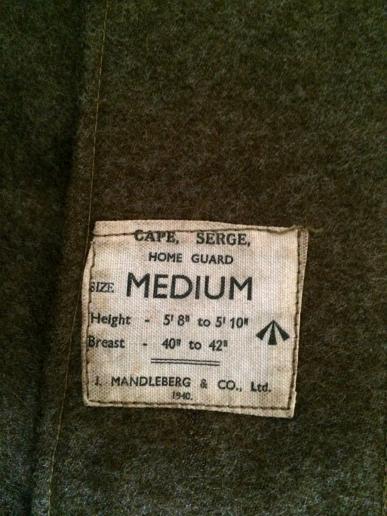 CAPE, SERGE,
HOME GUARD
SIZE MEDIUM
Height - 5' 8" to 5' 10"
Breast - 40" to 42"
J. MANDLEBERG & CO., Ltd.
1940.